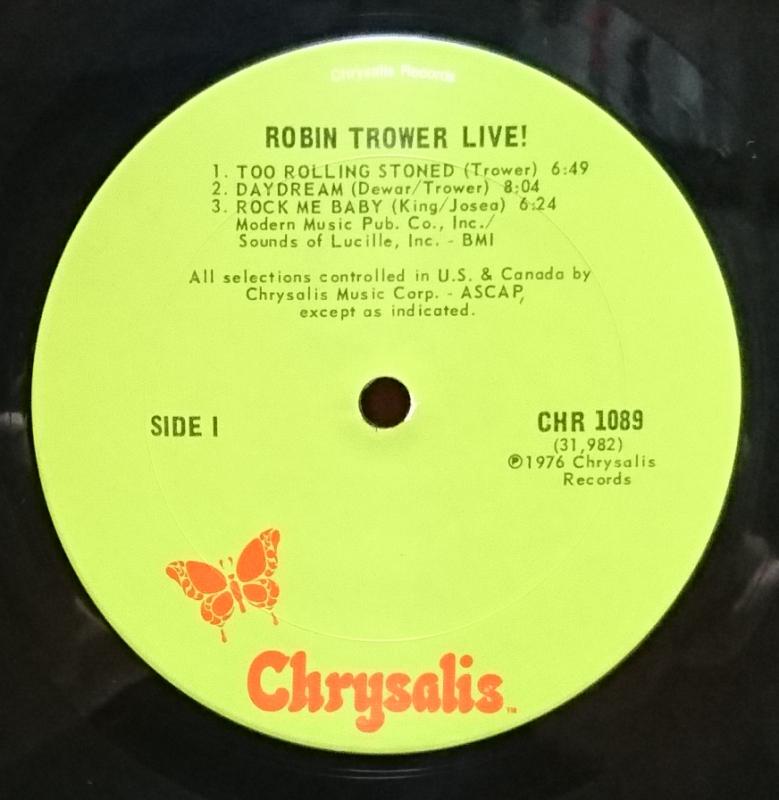 Chrysalis Records
ROBIN TROWER LIVE!
1. TOO ROLLING STONED (Trower) 6:49
2. DAYDREAM (Dewar/Trower) 8:04
3. ROCK ME BABY (King/Josea) 6:24
Modern Music Pub. Co., Inc./
Sounds of Lucille, Inc. - BMI
All selections controlled in U.S. & Canada by
Chrysalis Music Corp. - ASCAP,
except as indicated.
SIDE I
CHR 1089
(31,982)
℗1976 Chrysalis
Records
Chrysalis™